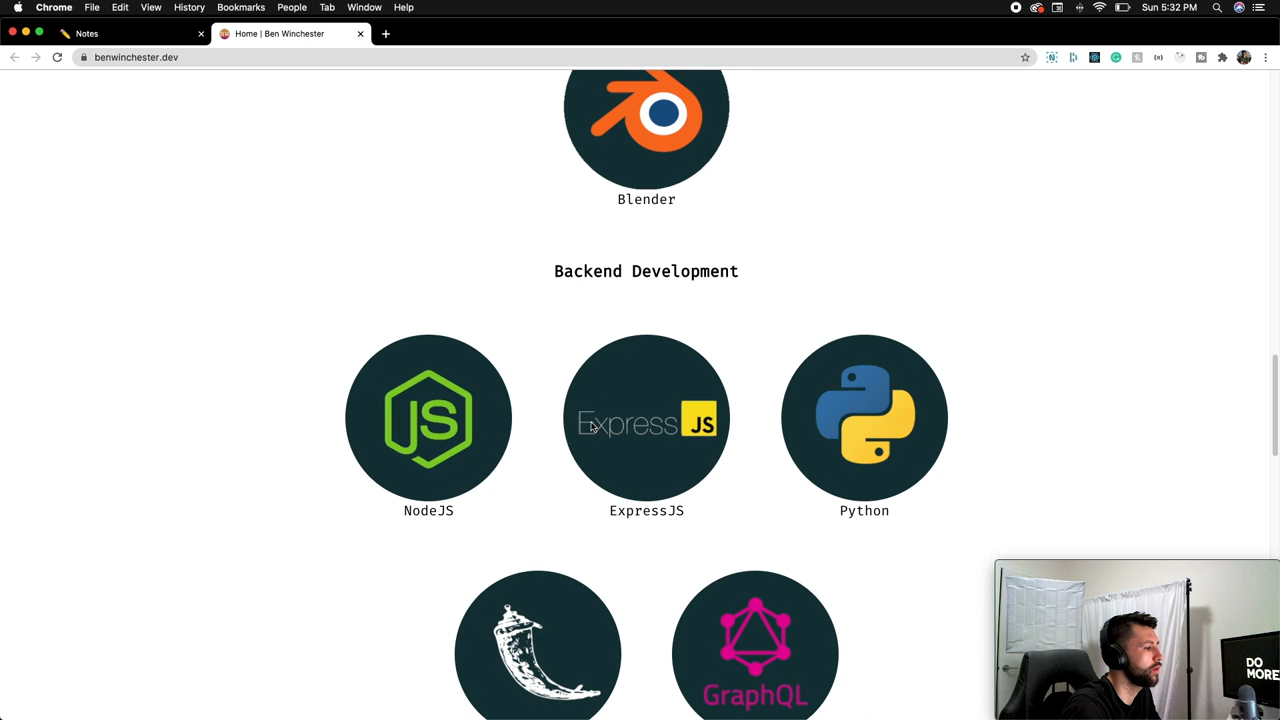 Chrome File Edit View History Bookmarks People Tab Window Help Sun 5:32 PM
Notes Home | Ben Winchester
benwinchester.dev
Blender
Backend Development
JS Express JS
NodeJS ExpressJS Python
GraphQL
DO
MORE